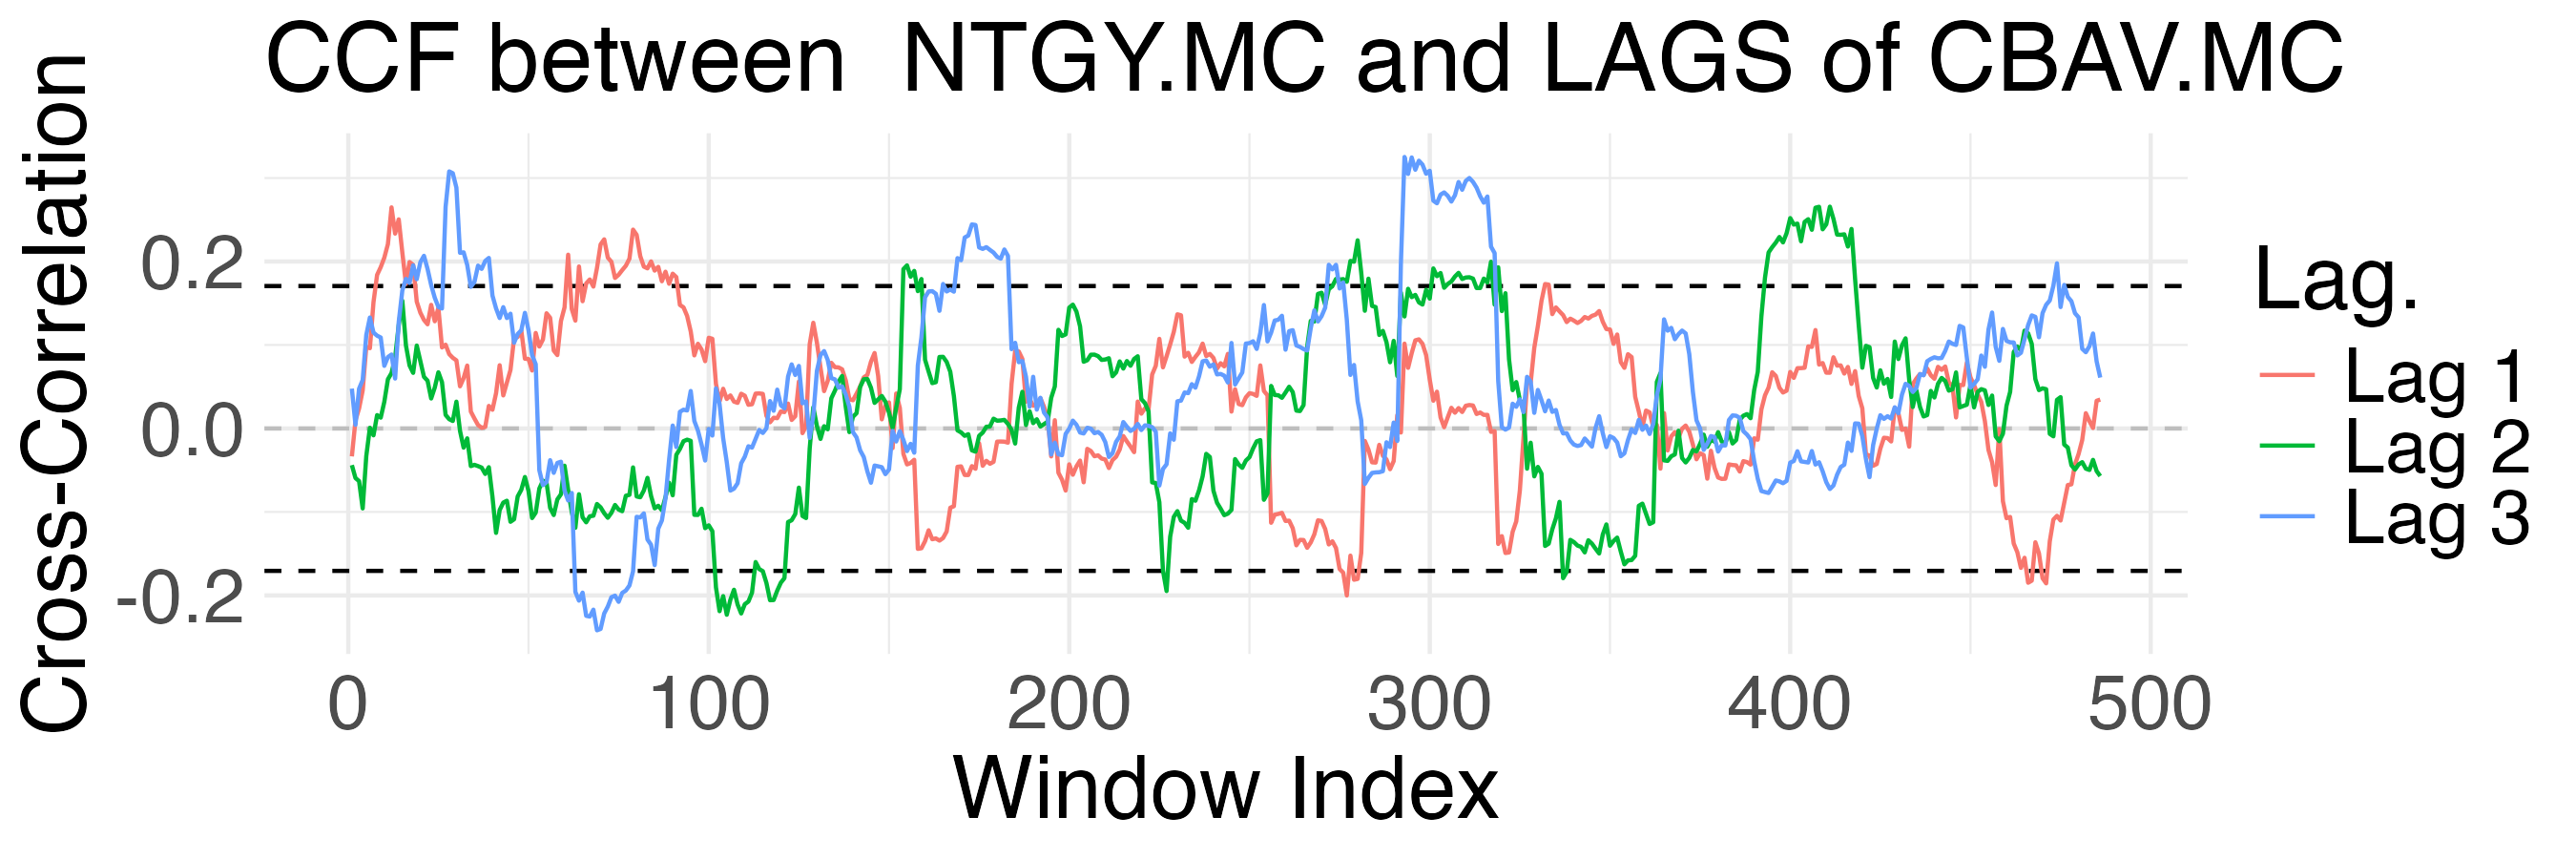 CCF between  NTGY.MC and LAGS of CBAV.MC
Cross-Correlation
0.2
0.0
-0.2
0 100 200 300 400 500
Window Index
Lag.
Lag 1
Lag 2
Lag 3